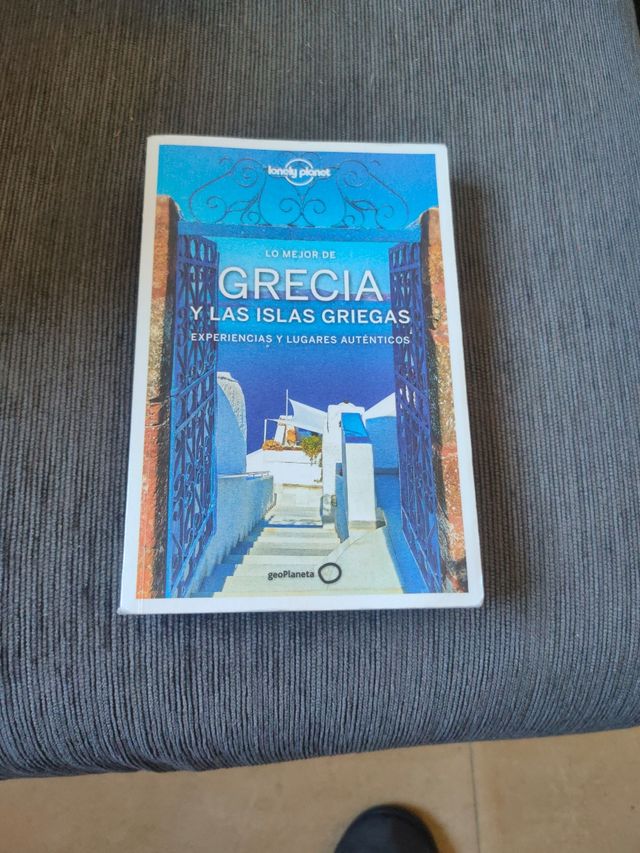 lonely planet
LO MEJOR DE
GRECIA
Y LAS ISLAS GRIEGAS
EXPERIENCIAS Y LUGARES AUTÉNTICOS
geoPlaneta